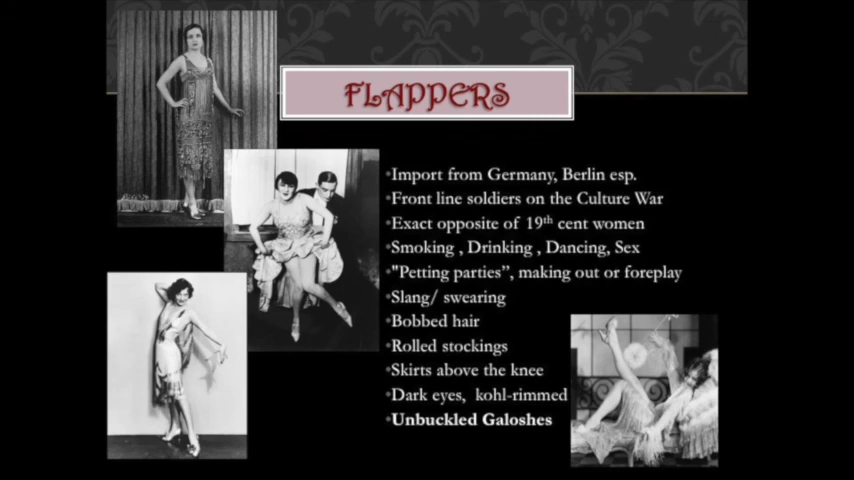 FLAPPERS
•Import from Germany, Berlin esp.
•Front line soldiers on the Culture War
•Exact opposite of 19th cent women
•Smoking , Drinking , Dancing, Sex
•"Petting parties”, making out or foreplay
•Slang/ swearing
•Bobbed hair
•Rolled stockings
•Skirts above the knee
•Dark eyes, kohl-rimmed
•Unbuckled Galoshes